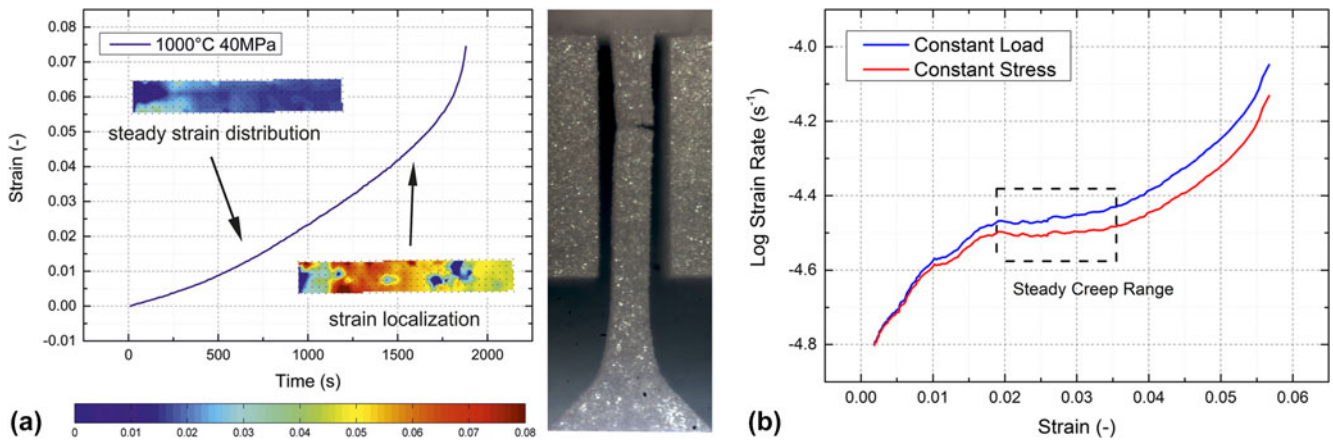 0.08
0.07
0.06
0.05
0.04
0.03
0.02
0.01
0.00
-0.01
Strain (-)
1000°C 40MPa
steady strain distribution
strain localization
0 500 1000 1500 2000
Time (s)
(a)
0 0.01 0.02 0.03 0.04 0.05 0.06 0.07 0.08
-4.0
-4.2
-4.4
-4.6
-4.8
Log Strain Rate (s⁻¹)
Constant Load
Constant Stress
Steady Creep Range
0.00 0.01 0.02 0.03 0.04 0.05 0.06
Strain (-)
(b)